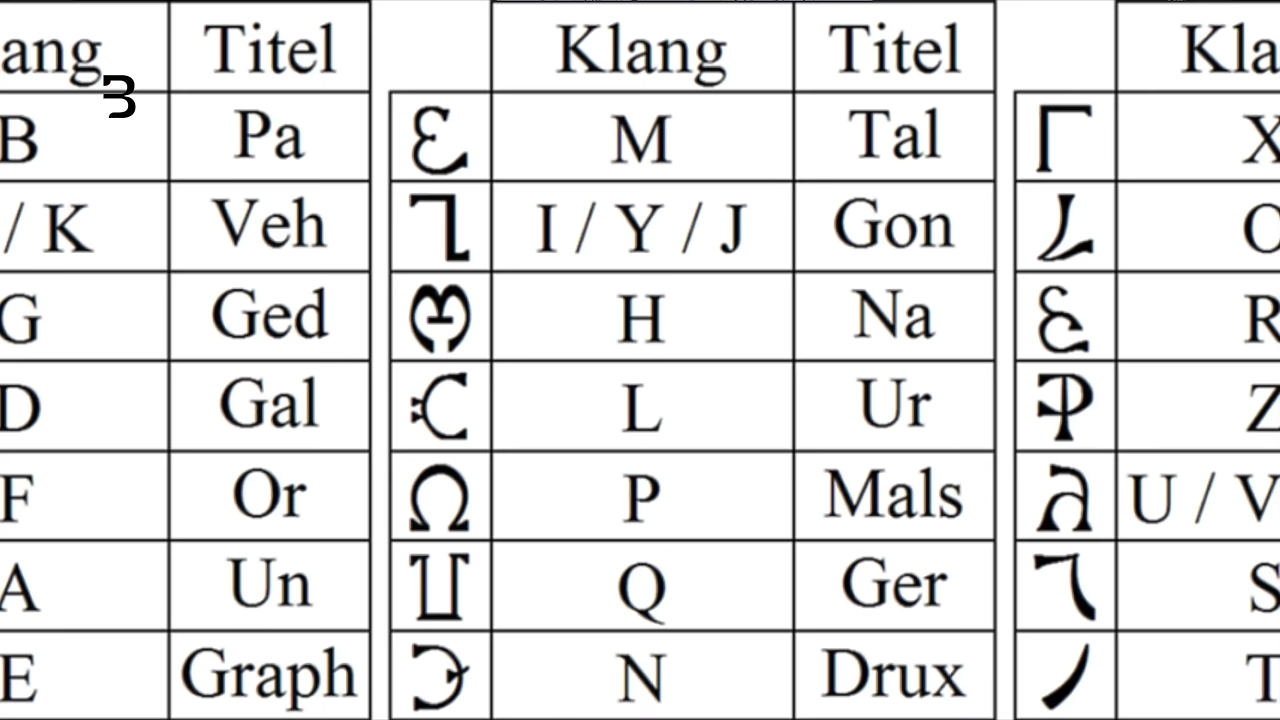 ang Titel Klang Titel Kla
3
B Pa M Tal X
/ K Veh I / Y / J Gon O
G Ged H Na R
D Gal L Ur Z
F Or P Mals U / V
A Un Q Ger S
E Graph N Drux T